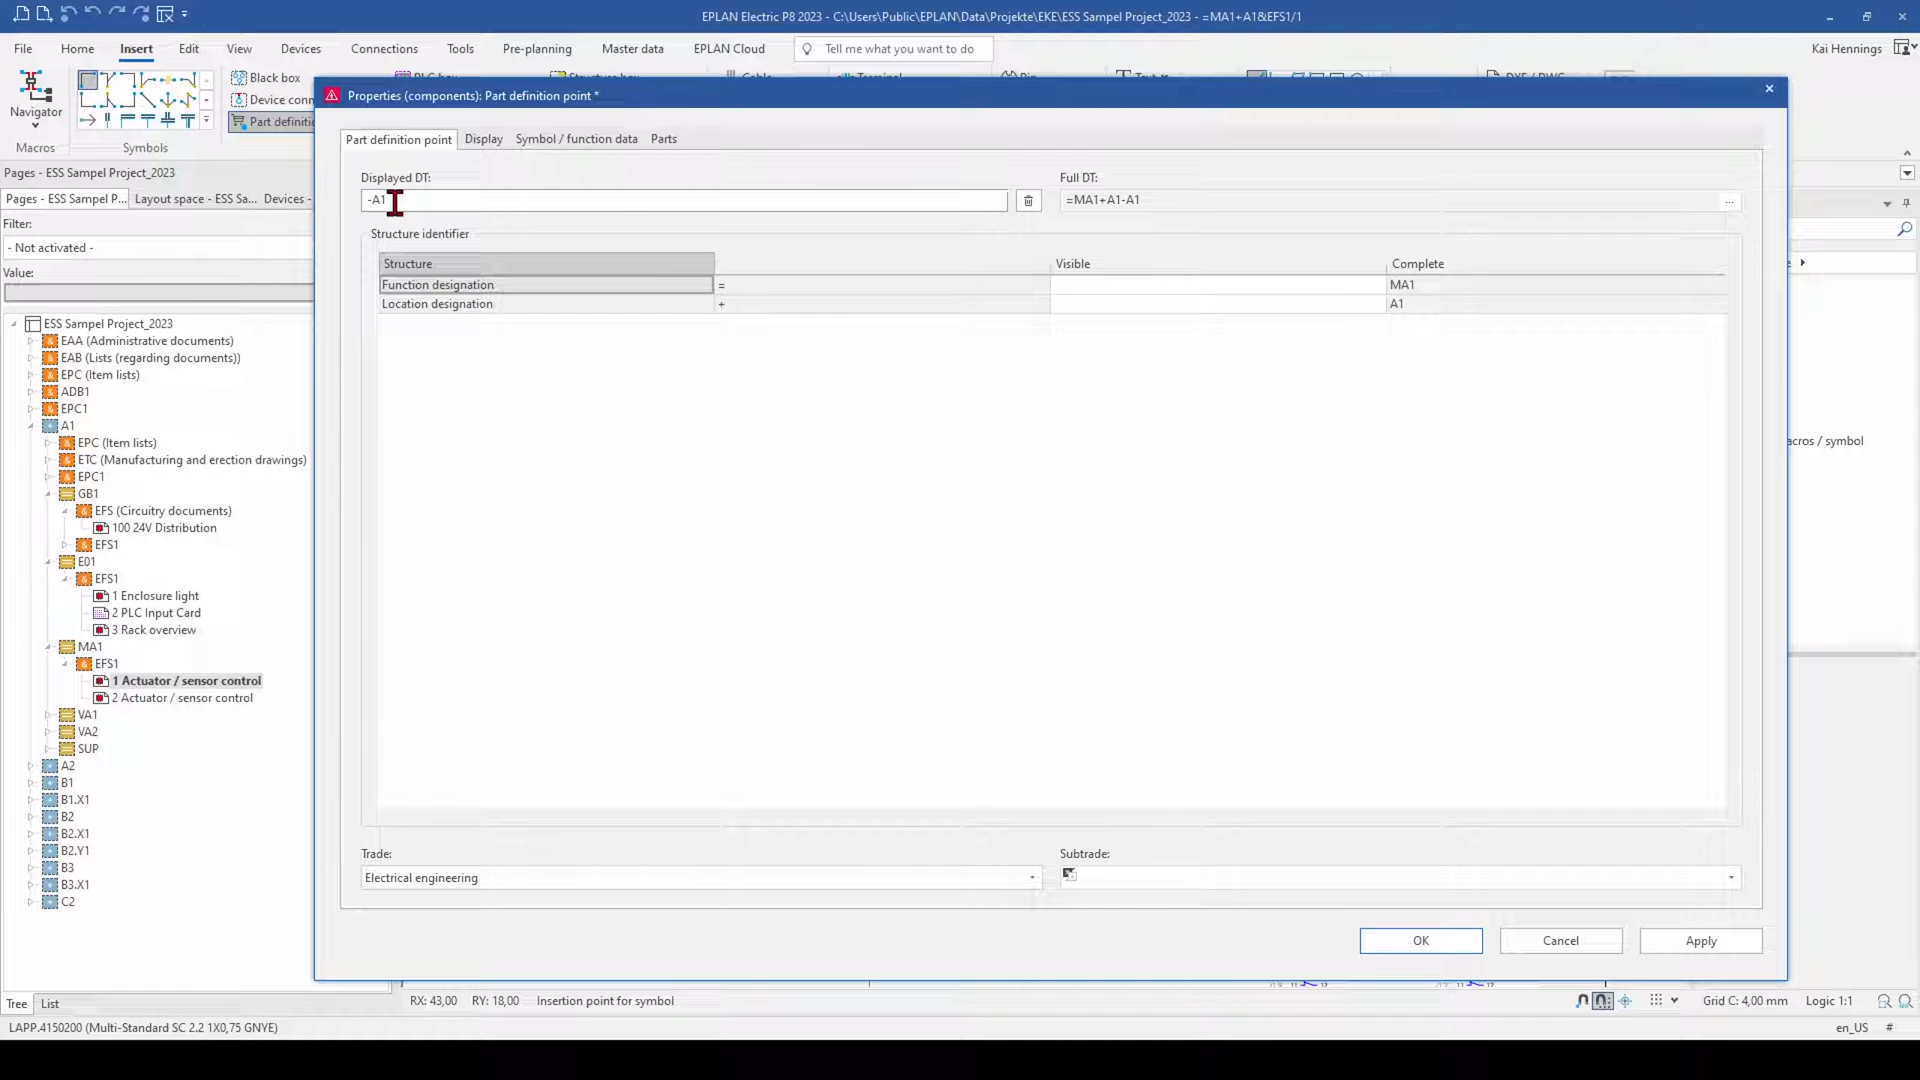 EPLAN Electric P8 2023 - C:\Users\Public\EPLAN\Data\Projekte\EKE\ESS Sampel Project_2023 - =MA1+A1&EFS1/1
File Home Insert Edit View Devices Connections Tools Pre-planning Master data EPLAN Cloud Tell me what you want to do Kai Hennings
Black box
Device conn
Part definiti
Navigator
Macros Symbols
Properties (components): Part definition point *
Pages - ESS Sampel Project_2023
Pages - ESS Sampel P... Layout space - ESS Sa... Devices -
Filter:
- Not activated -
Value:
ESS Sampel Project_2023
EAA (Administrative documents)
EAB (Lists (regarding documents))
EPC (Item lists)
ADB1
EPC1
A1
EPC (Item lists)
ETC (Manufacturing and erection drawings)
EPC1
GB1
EFS (Circuitry documents)
100 24V Distribution
EFS1
E01
EFS1
1 Enclosure light
2 PLC Input Card
3 Rack overview
MA1
EFS1
1 Actuator / sensor control
2 Actuator / sensor control
VA1
VA2
SUP
A2
B1
B1.X1
B2
B2.X1
B2.Y1
B3
B3.X1
C2
Tree List
Part definition point Display Symbol / function data Parts
Displayed DT: Full DT:
-A1 =MA1+A1-A1 ...
Structure identifier
Structure Visible Complete
Function designation = MA1
Location designation + A1
Trade: Subtrade:
Electrical engineering
OK Cancel Apply
acros / symbol
RX: 43,00 RY: 18,00 Insertion point for symbol Grid C: 4,00 mm Logic 1:1
LAPP.4150200 (Multi-Standard SC 2.2 1X0,75 GNYE) en_US #